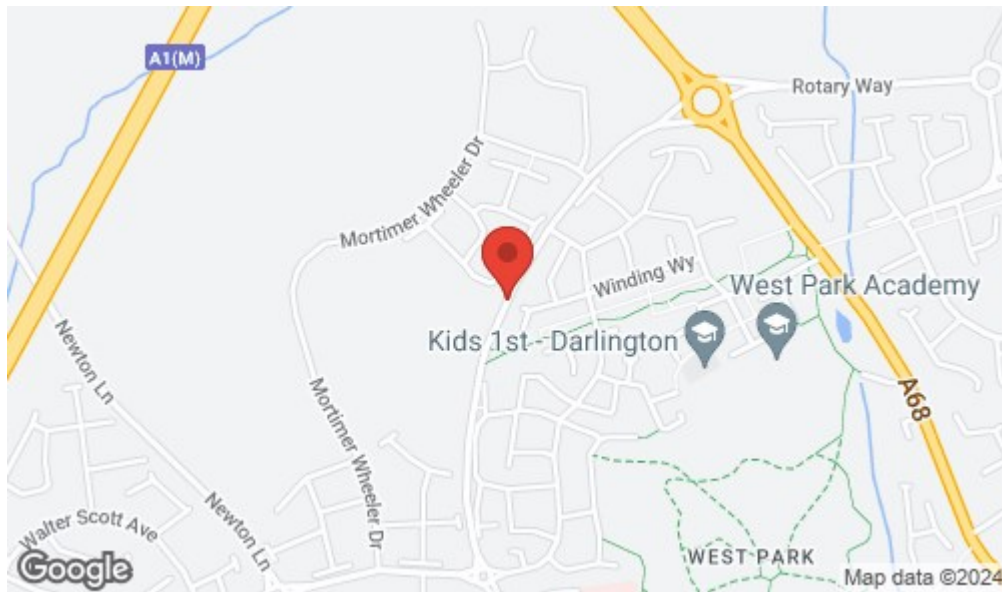 A1(M)
Rotary Way
Mortimer Wheeler Dr
Winding Wy
West Park Academy
Kids 1st - Darlington
Newton Ln
Mortimer Wheeler Dr
A68
Newton Ln
Walter Scott Ave
WEST PARK
Google
Map data ©2024